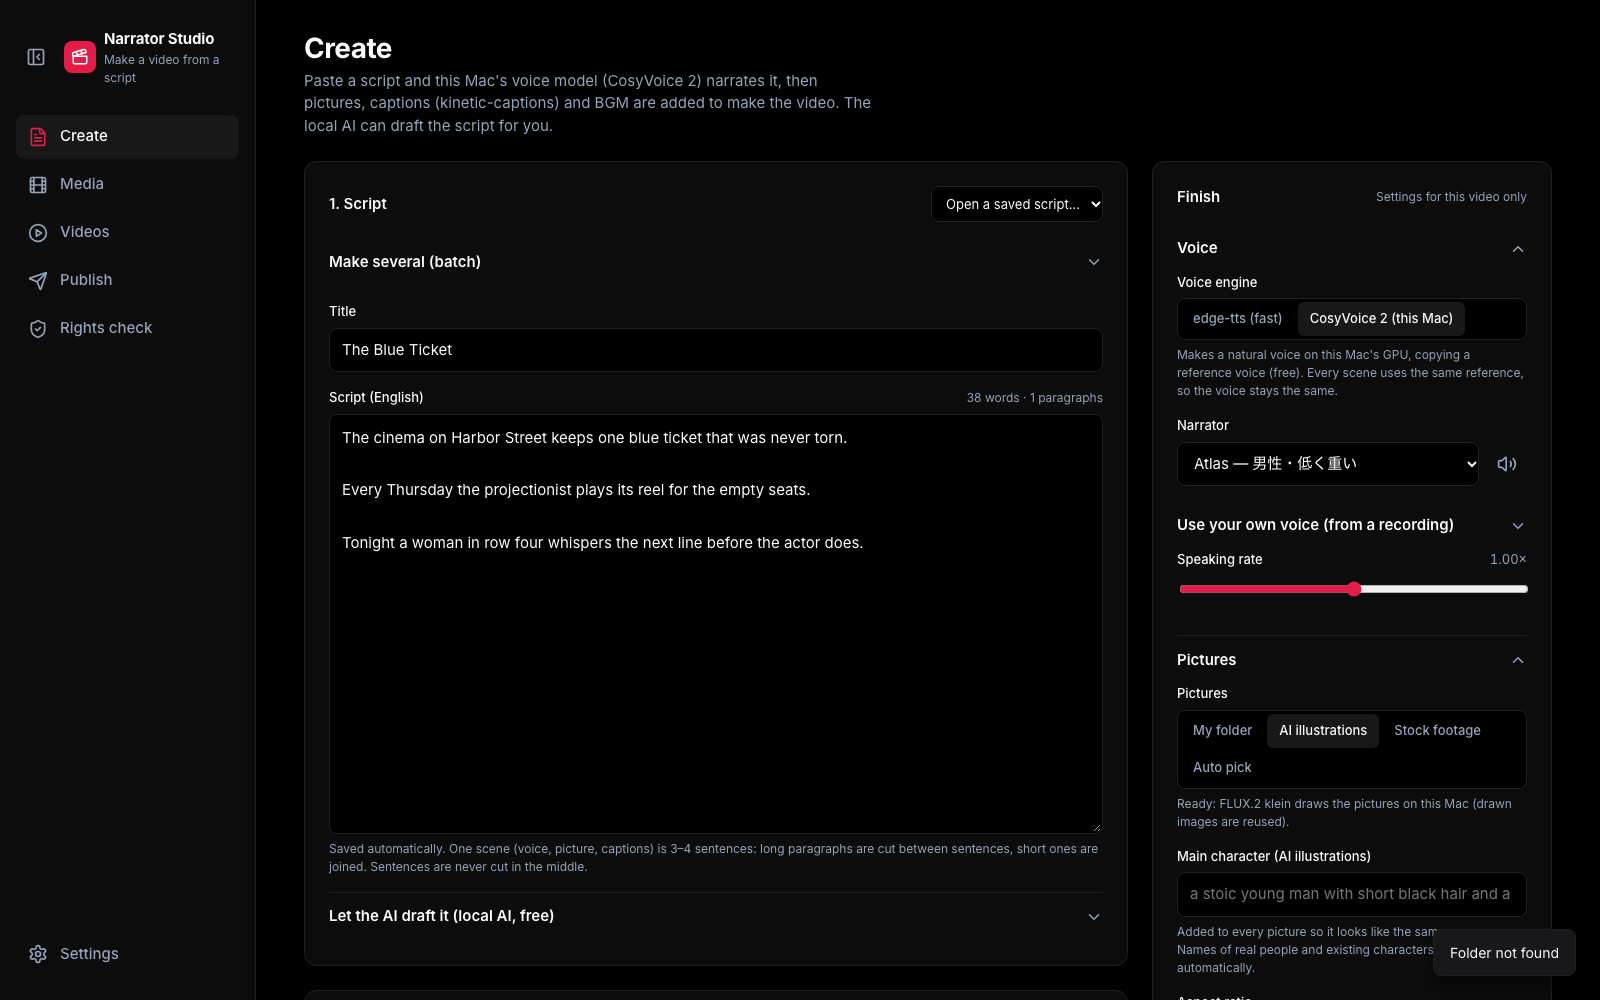 Narrator Studio
Make a video from a
script
Create
Media
Videos
Publish
Rights check
Settings
Create
Paste a script and this Mac's voice model (CosyVoice 2) narrates it, then
pictures, captions (kinetic-captions) and BGM are added to make the video. The
local AI can draft the script for you.
1. Script
Open a saved script...
Make several (batch)
Title
The Blue Ticket
Script (English)
38 words · 1 paragraphs
The cinema on Harbor Street keeps one blue ticket that was never torn.
Every Thursday the projectionist plays its reel for the empty seats.
Tonight a woman in row four whispers the next line before the actor does.
Saved automatically. One scene (voice, picture, captions) is 3–4 sentences: long paragraphs are cut between sentences, short ones are
joined. Sentences are never cut in the middle.
Let the AI draft it (local AI, free)
Finish
Settings for this video only
Voice
Voice engine
edge-tts (fast)
CosyVoice 2 (this Mac)
Makes a natural voice on this Mac's GPU, copying a
reference voice (free). Every scene uses the same reference,
so the voice stays the same.
Narrator
Atlas — 男性・低く重い
Use your own voice (from a recording)
Speaking rate
1.00×
Pictures
Pictures
My folder
AI illustrations
Stock footage
Auto pick
Ready: FLUX.2 klein draws the pictures on this Mac (drawn
images are reused).
Main character (AI illustrations)
a stoic young man with short black hair and a
Added to every picture so it looks like the sam
Names of real people and existing characters
automatically.
Folder not found